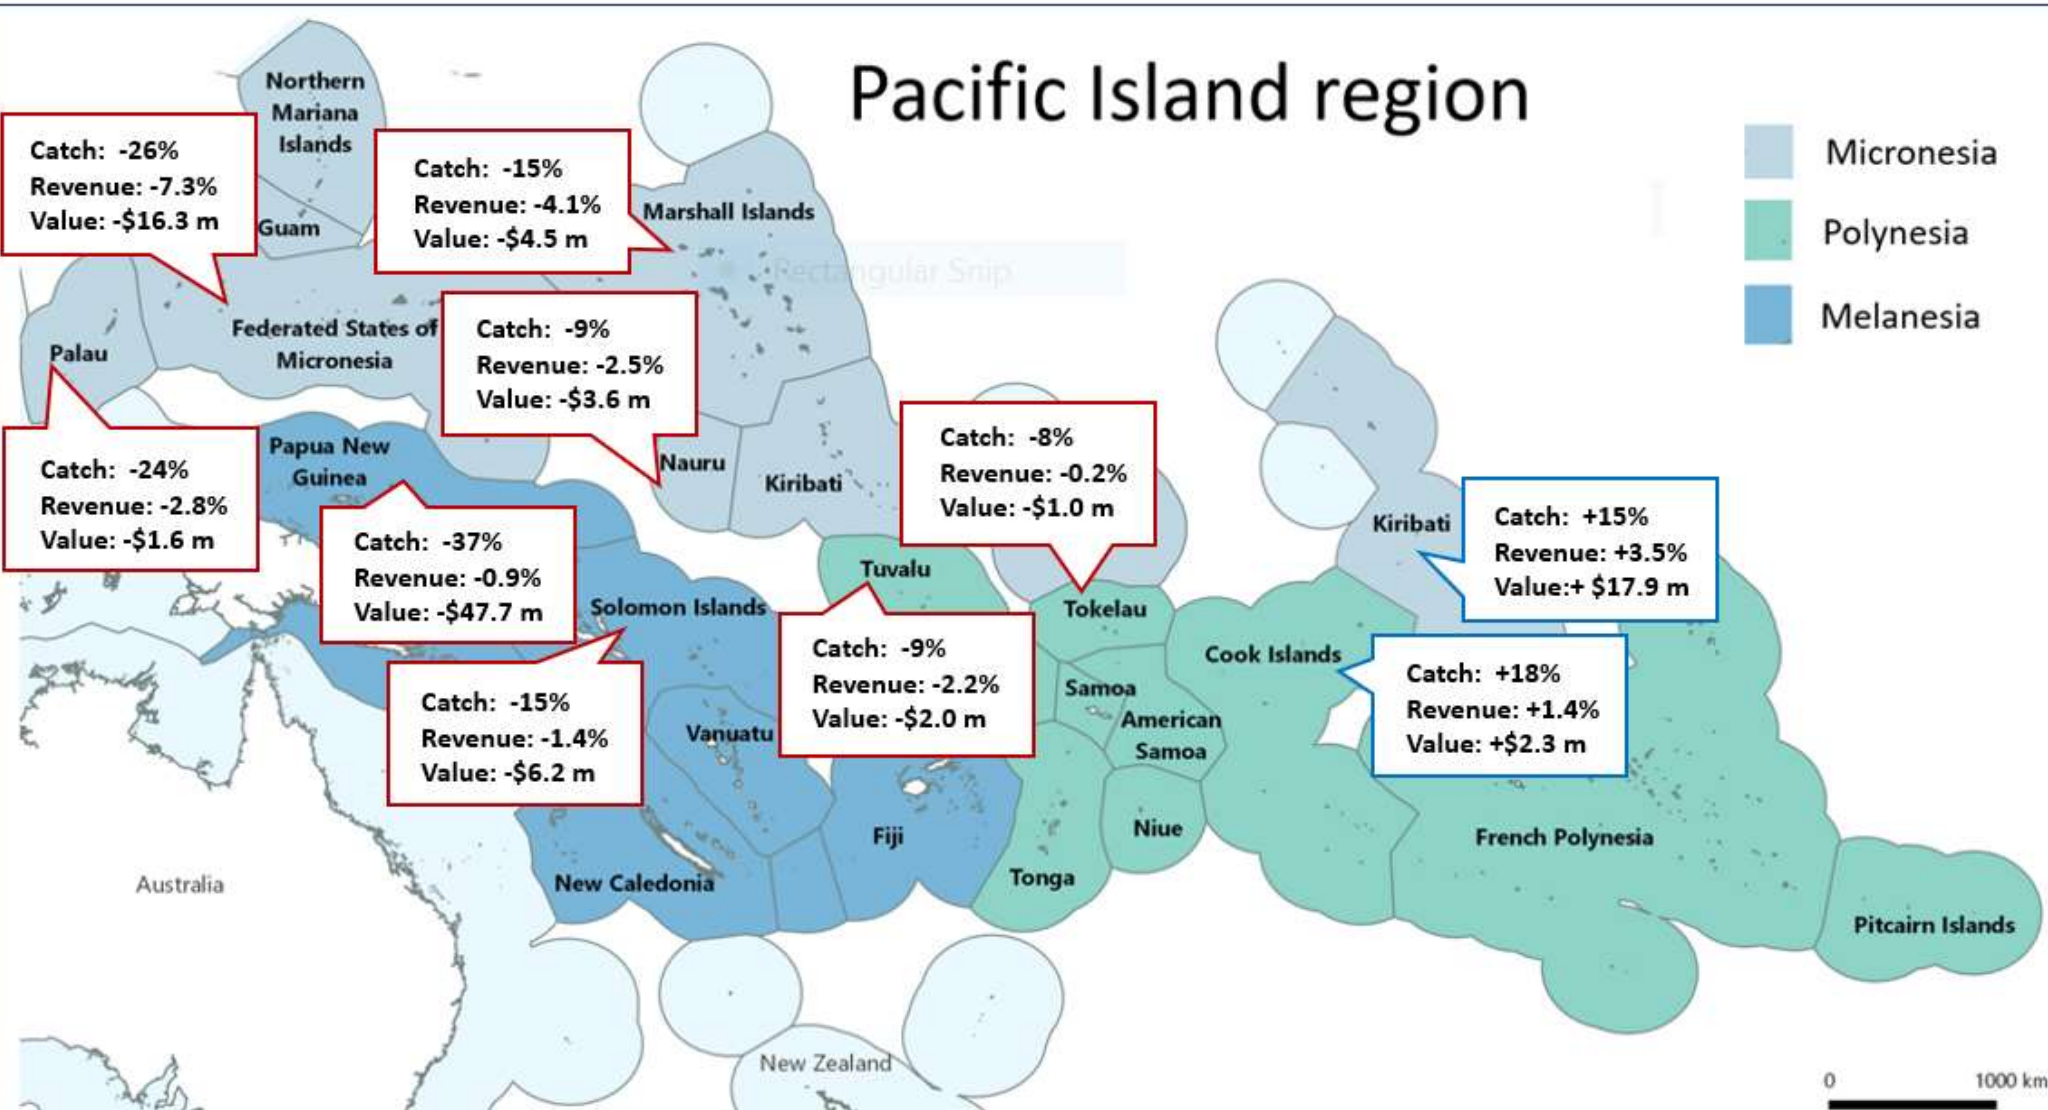 Pacific Island region
Micronesia
Polynesia
Melanesia
Northern
Mariana
Islands
Guam
Catch: -26%
Revenue: -7.3%
Value: -$16.3 m
Catch: -15%
Revenue: -4.1%
Value: -$4.5 m
Marshall Islands
Rectangular Snip
Federated States of
Micronesia
Palau
Catch: -9%
Revenue: -2.5%
Value: -$3.6 m
Nauru
Kiribati
Catch: -24%
Revenue: -2.8%
Value: -$1.6 m
Papua New
Guinea
Catch: -37%
Revenue: -0.9%
Value: -$47.7 m
Catch: -8%
Revenue: -0.2%
Value: -$1.0 m
Kiribati
Catch: +15%
Revenue: +3.5%
Value:+ $17.9 m
Tuvalu
Tokelau
Solomon Islands
Catch: -15%
Revenue: -1.4%
Value: -$6.2 m
Catch: -9%
Revenue: -2.2%
Value: -$2.0 m
Cook Islands
Catch: +18%
Revenue: +1.4%
Value: +$2.3 m
Samoa
American
Samoa
Vanuatu
Fiji
Niue
Tonga
French Polynesia
New Caledonia
Australia
Pitcairn Islands
New Zealand
0 1000 km